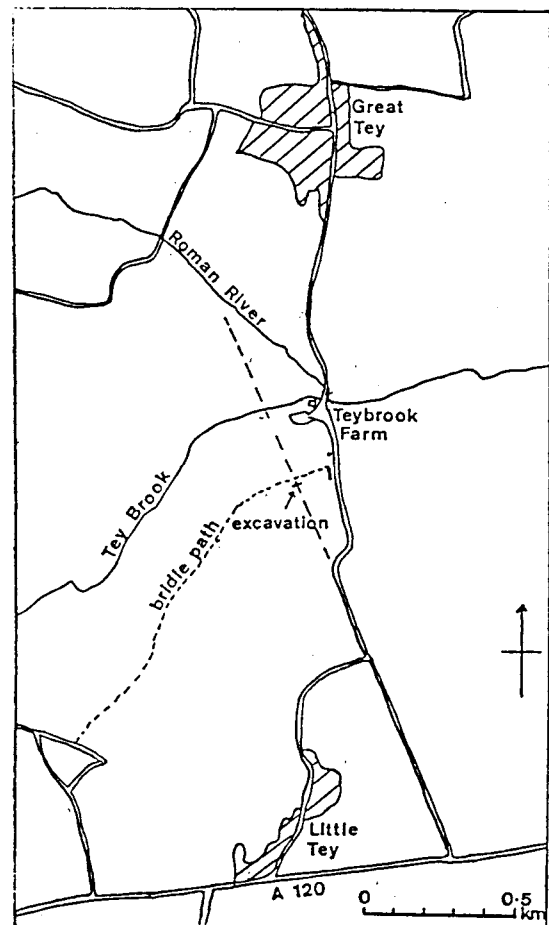 Great
Tey
Roman River
Teybrook
Farm
Tey Brook
excavation
bridle path
Little
Tey
A 120
0 0·5
km